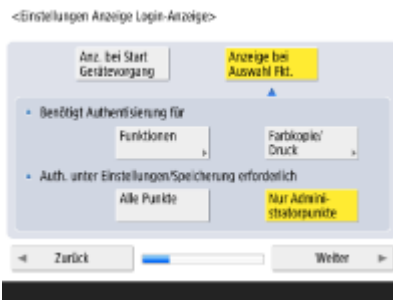 <Einstellungen Anzeige Login-Anzeige>
Anz. bei Start
Gerätevorgang
Anzeige bei
Auswahl Fkt.
Benötigt Authentisierung für
Funktionen
Farbkopie/
Druck
Auth. unter Einstellungen/Speicherung erforderlich
Alle Punkte
Nur Admini-
stratorpunkte
Zurück
Weiter